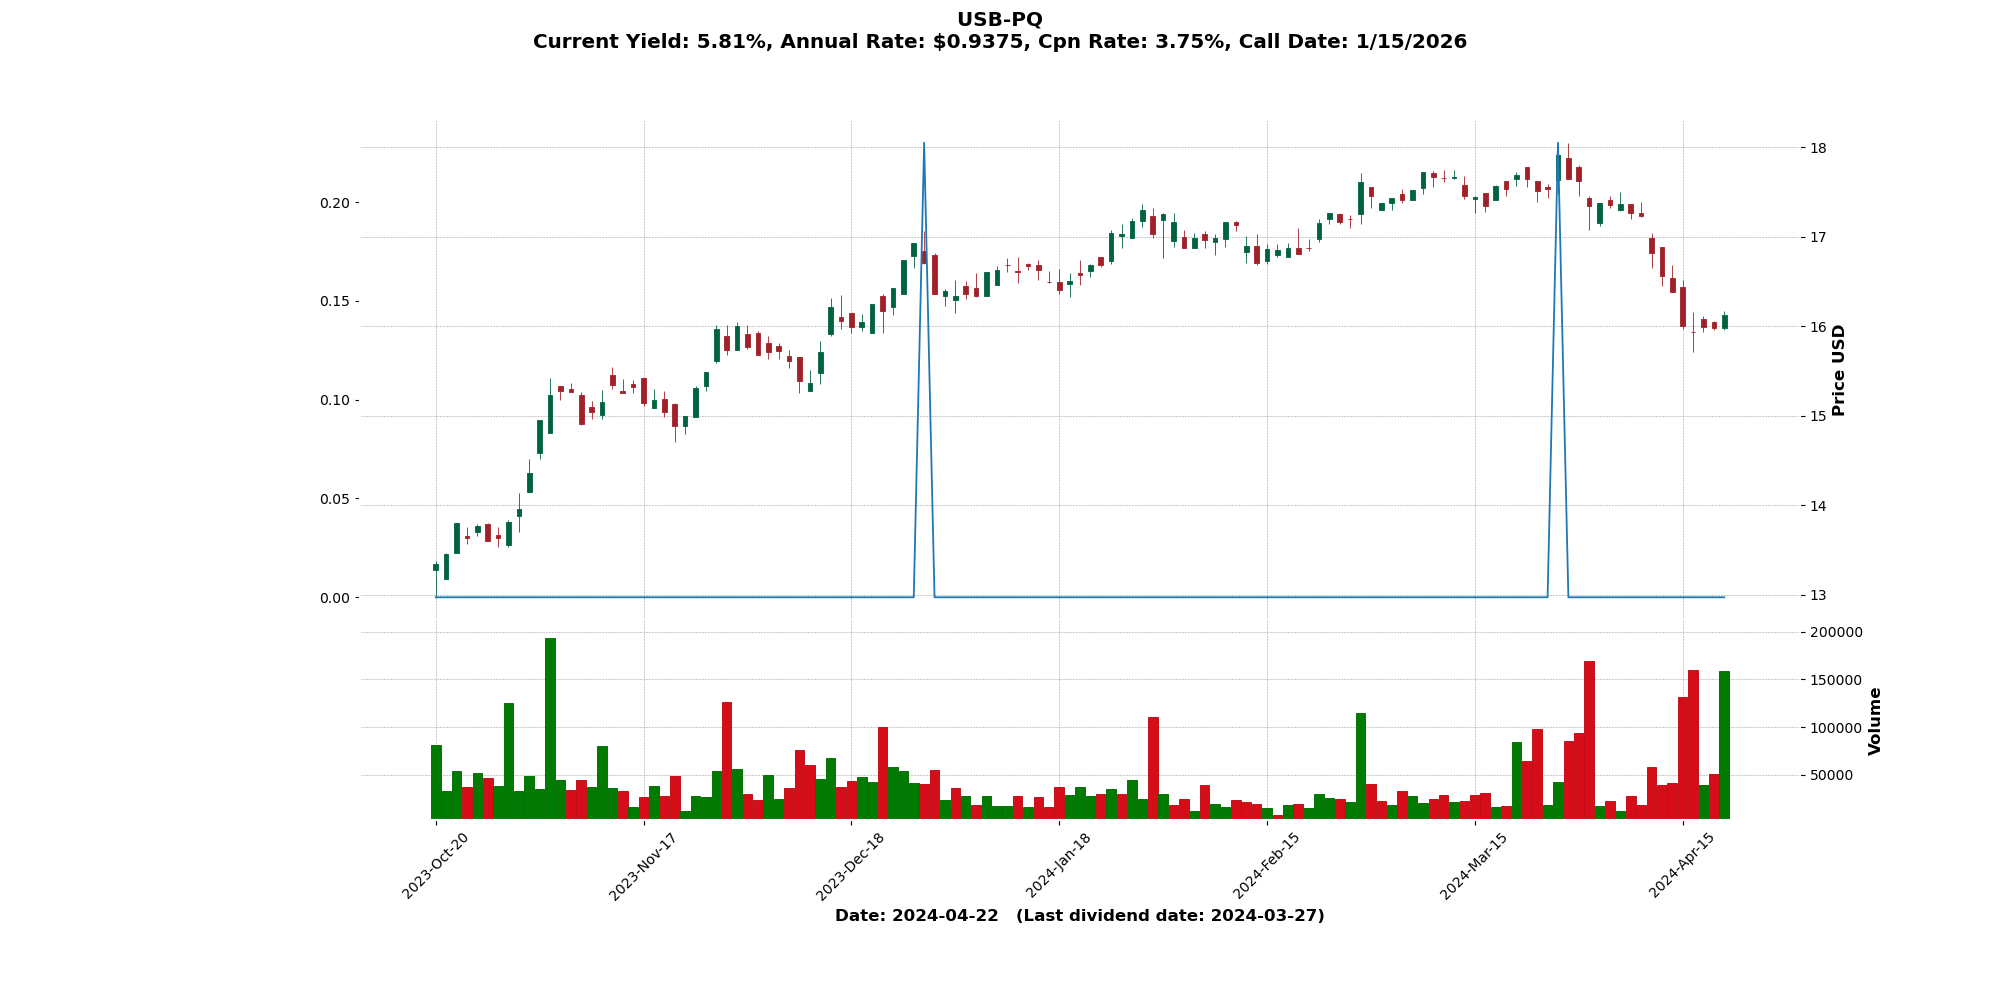 USB-PQ
Current Yield: 5.81%, Annual Rate: $0.9375, Cpn Rate: 3.75%, Call Date: 1/15/2026
0.20
0.15
0.10
0.05
0.00
18
17
16
15
14
13
Price USD
200000
150000
100000
50000
Volume
2023-Oct-20
2023-Nov-17
2023-Dec-18
2024-Jan-18
2024-Feb-15
2024-Mar-15
2024-Apr-15
Date: 2024-04-22 (Last dividend date: 2024-03-27)